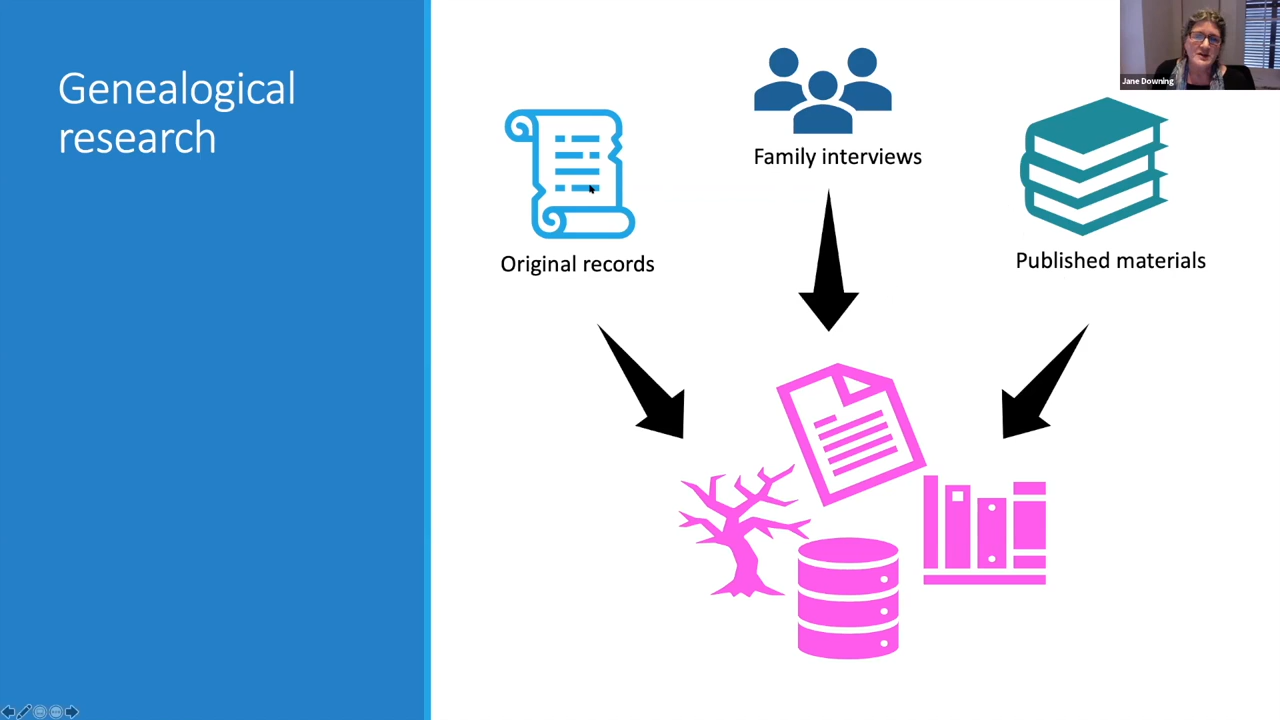 Genealogical
research
Jane Downing
Family interviews
Original records
Published materials